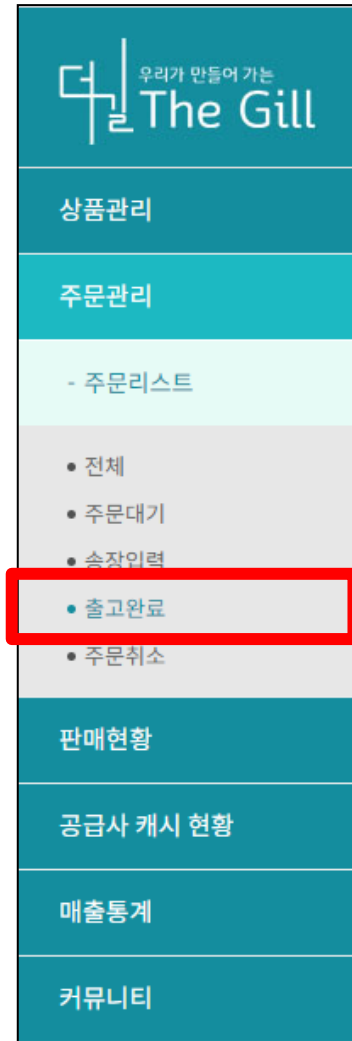 더길
우리가 만들어 가는
The Gill
상품관리
주문관리
- 주문리스트
• 전체
• 주문대기
• 송장입력
• 출고완료
• 주문취소
판매현황
공급사 캐시 현황
매출통계
커뮤니티